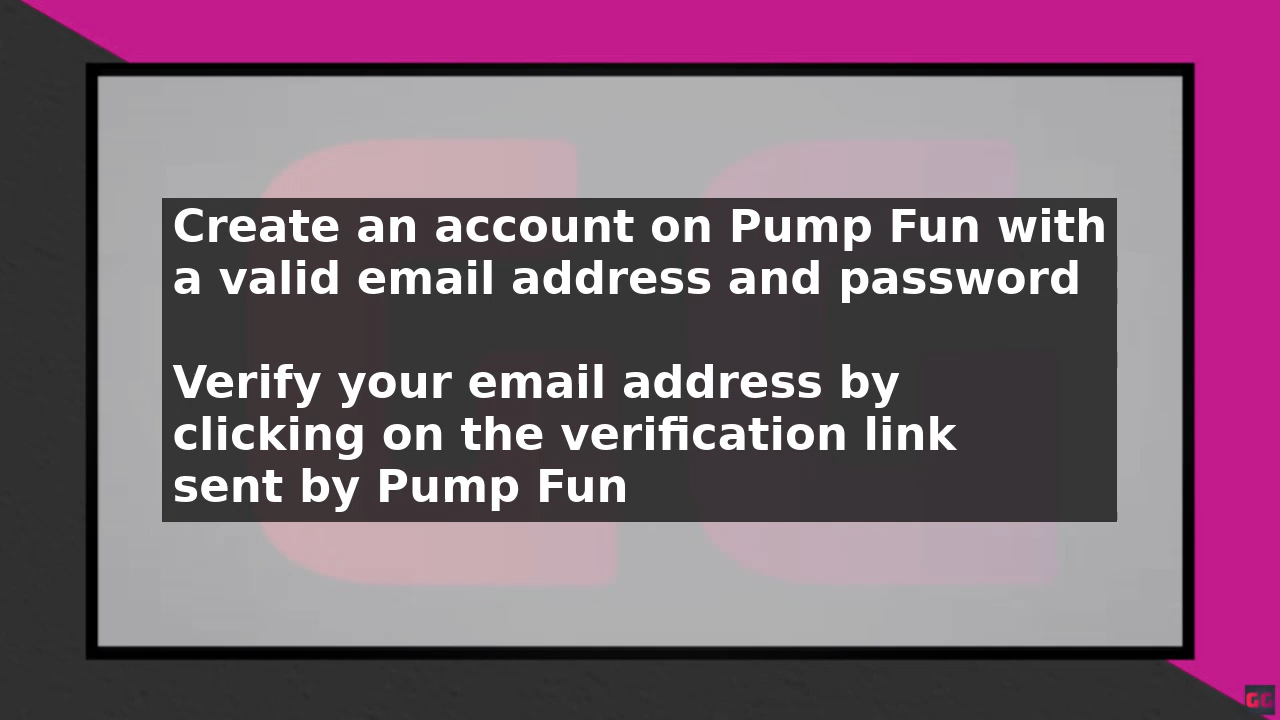 Create an account on Pump Fun with
a valid email address and password
Verify your email address by
clicking on the verification link
sent by Pump Fun
GG